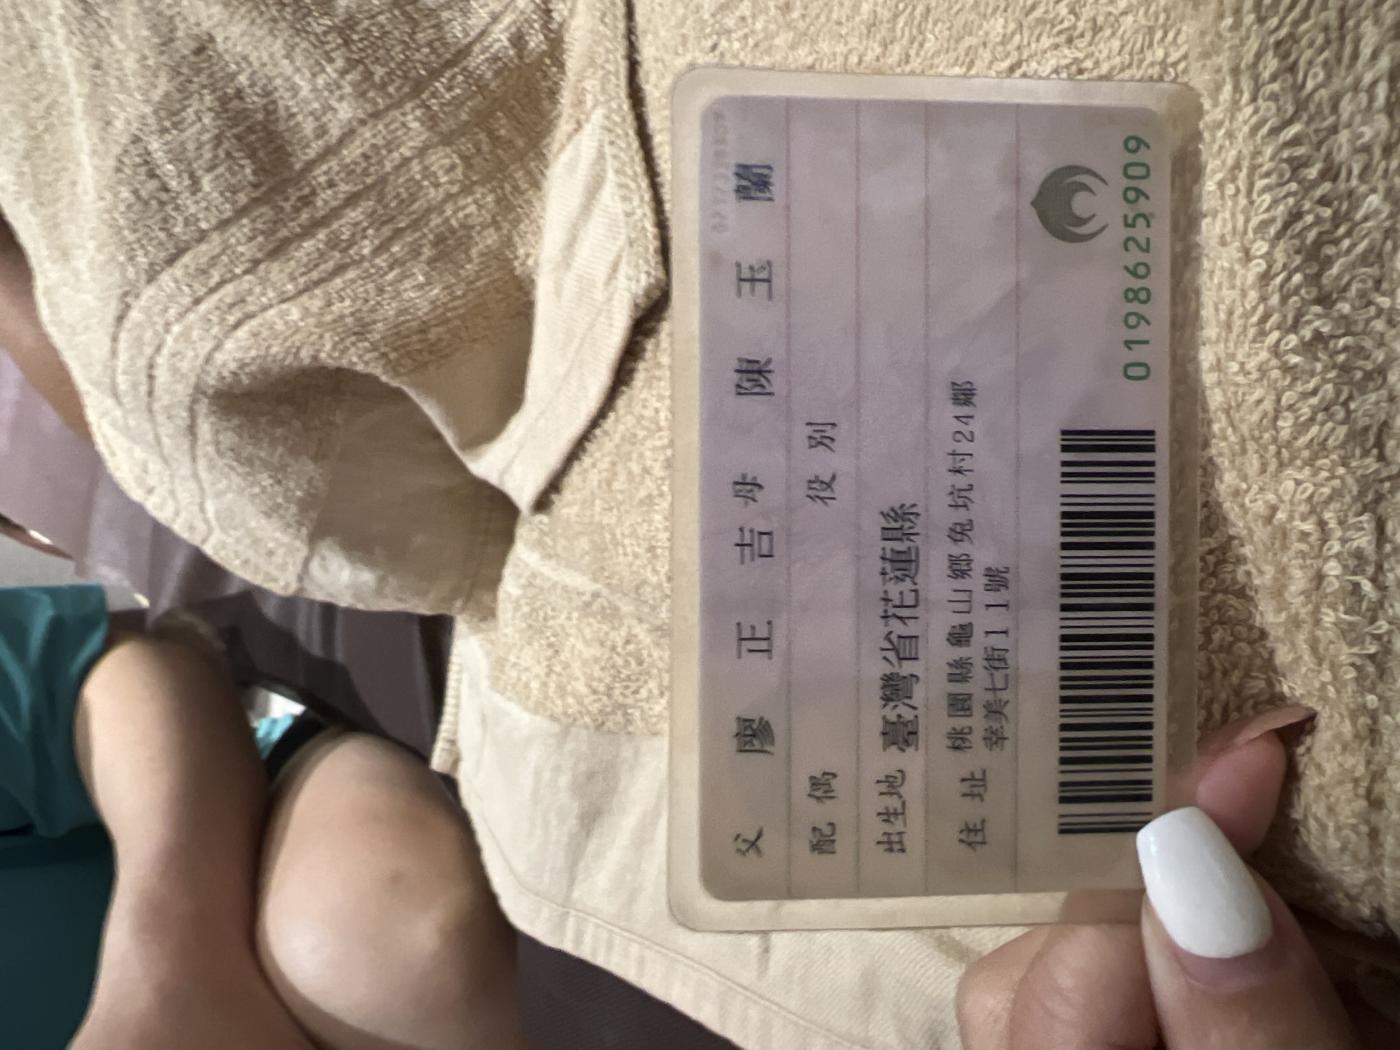 父 廖正吉 母 陳玉蘭
配偶 役別
出生地 臺灣省花蓮縣
住址 桃園縣龜山鄉兔坑村24鄰
幸美七街11號
0198625909